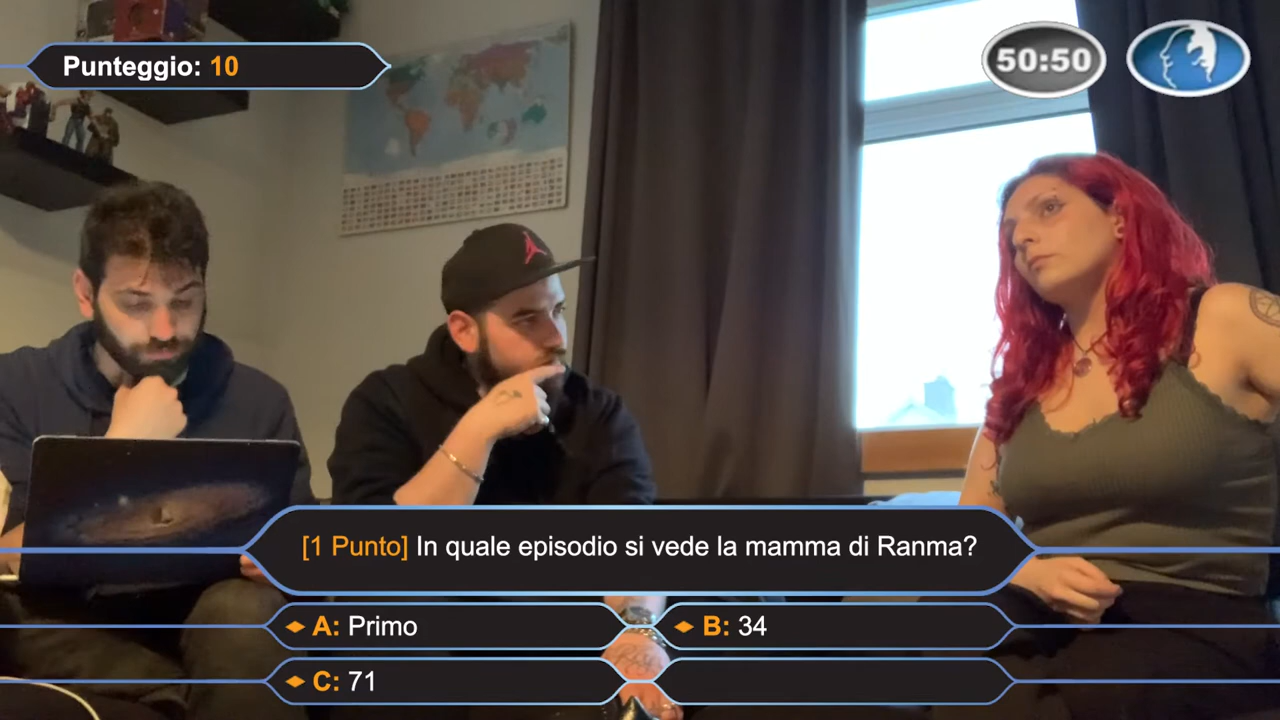 Punteggio: 10
50:50
[1 Punto] In quale episodio si vede la mamma di Ranma?
A: Primo
B: 34
C: 71